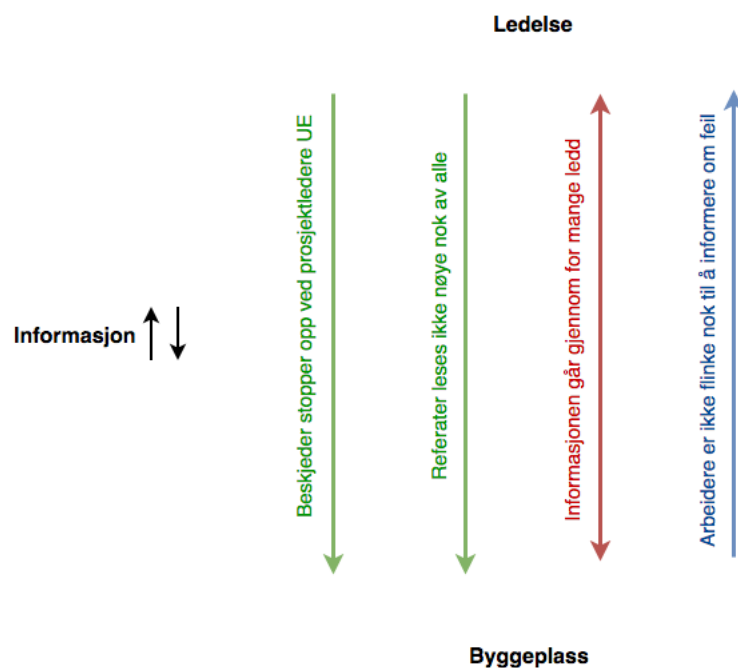 Ledelse
Informasjon
Beskjeder stopper opp ved prosjektledere UE
Referater leses ikke nøye nok av alle
Informasjonen går gjennom for mange ledd
Arbeidere er ikke flinke nok til å informere om feil
Byggeplass